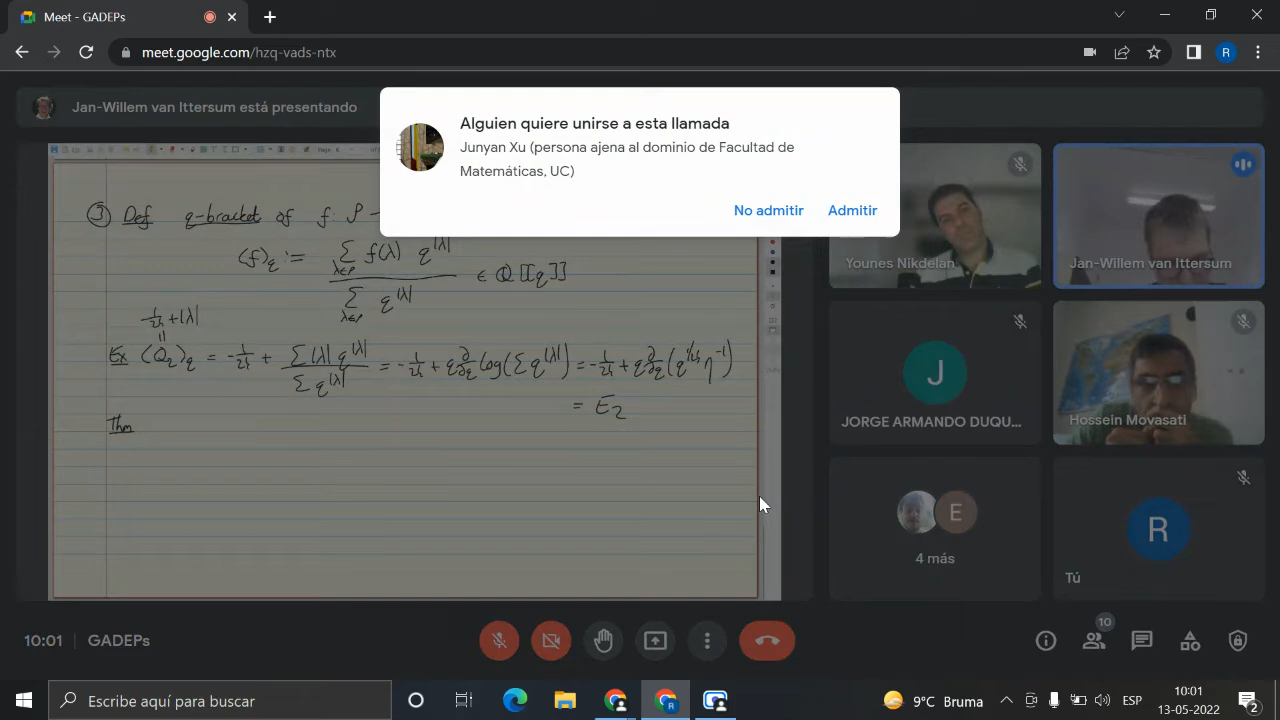 Meet - GADEPs
meet.google.com/hzq-vads-ntx
Jan-Willem van Ittersum está presentando
Alguien quiere unirse a esta llamada
Junyan Xu (persona ajena al dominio de Facultad de
Matemáticas, UC)
No admitir Admitir
③ Def q-bracket of f: P
⟨f⟩_q := Σ_{λ∈P} f(λ) q^{|λ|} / Σ_{λ∈P} q^{|λ|} ∈ Q[[q]]
-1/24 + |λ|
Ex ⟨Q_2⟩_q = -1/24 + Σ|λ| q^{|λ|} / Σ q^{|λ|} = -1/24 + q ∂/∂q log(Σ q^{|λ|}) = -1/24 + q ∂/∂q (q^{1/24} η^{-1})
= E_2
Thm
Younes Nikdelan
Jan-Willem van Ittersum
J
JORGE ARMANDO DUQU...
Hossein Movasati
E
4 más
R
Tú
10:01 | GADEPs
10
Escribe aquí para buscar
9°C Bruma
ESP
10:01
13-05-2022
2